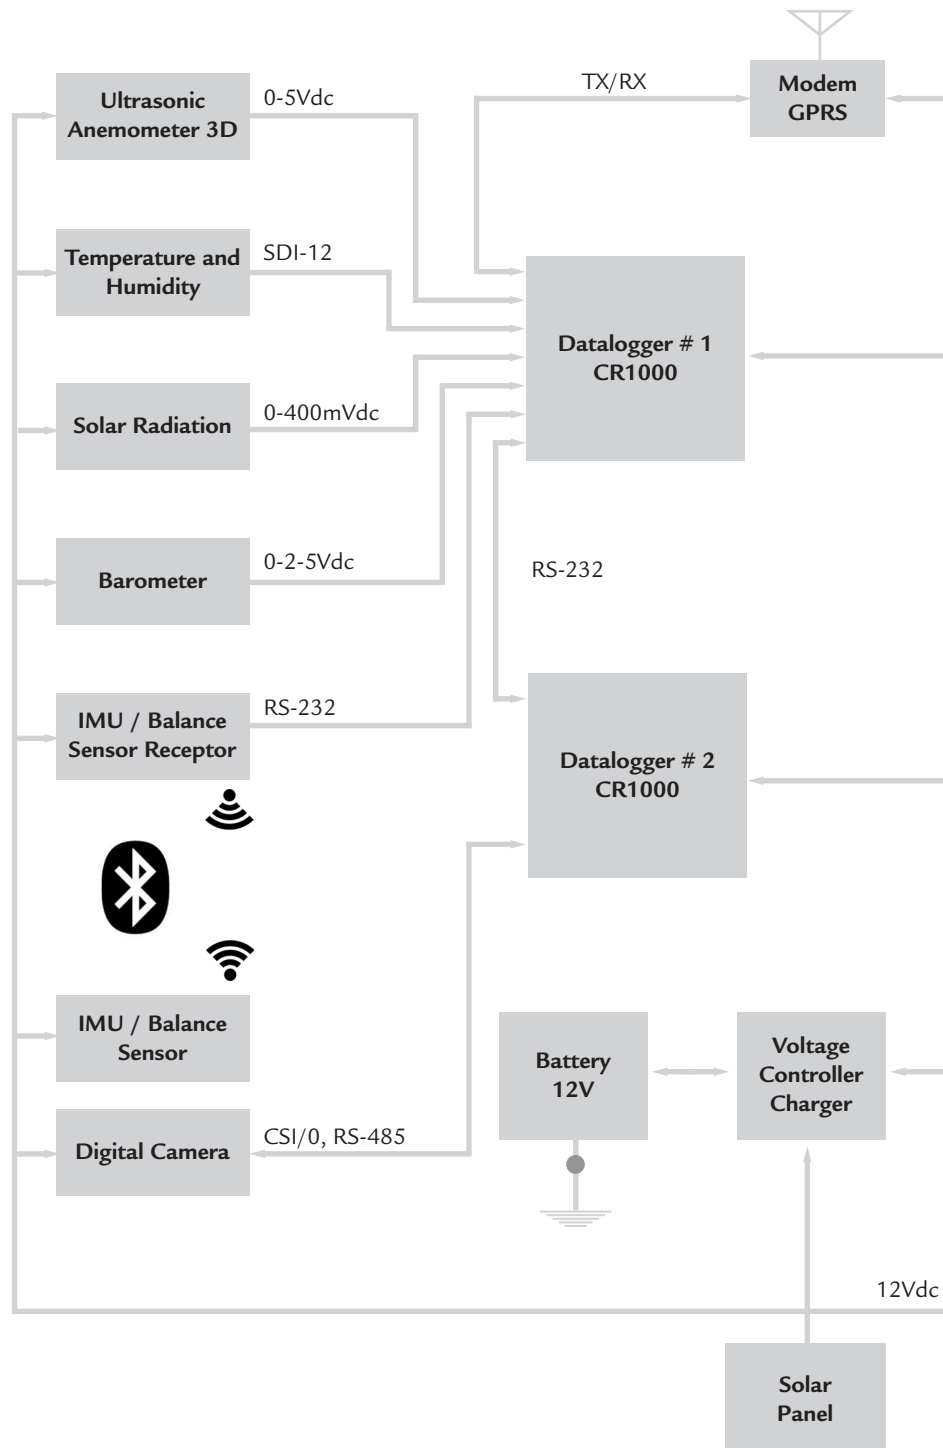 Ultrasonic
Anemometer 3D
0-5Vdc
TX/RX
Modem
GPRS
Temperature and
Humidity
SDI-12
Datalogger # 1
CR1000
Solar Radiation
0-400mVdc
Barometer
0-2-5Vdc
RS-232
IMU / Balance
Sensor Receptor
RS-232
Datalogger # 2
CR1000
IMU / Balance
Sensor
Battery
12V
Voltage
Controller
Charger
Digital Camera
CSI/0, RS-485
12Vdc
Solar
Panel